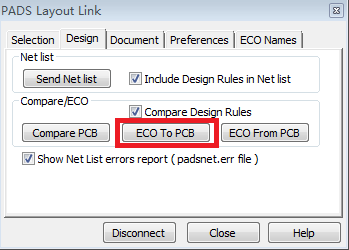 PADS Layout Link
Selection Design Document Preferences ECO Names
Net list
Send Net list Include Design Rules in Net list
Compare/ECO
Compare Design Rules
Compare PCB ECO To PCB ECO From PCB
Show Net List errors report ( padsnet.err file )
Disconnect Close Help